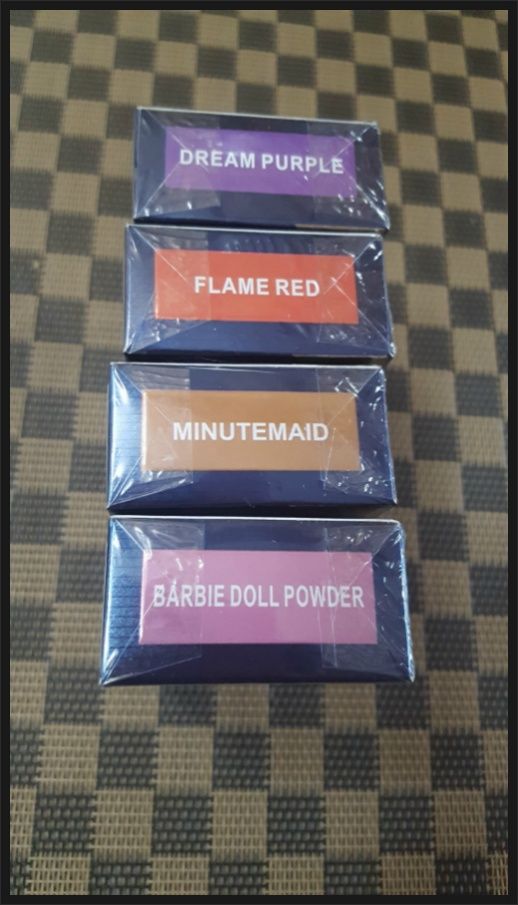 DREAM PURPLE
FLAME RED
MINUTEMAID
BARBIE DOLL POWDER